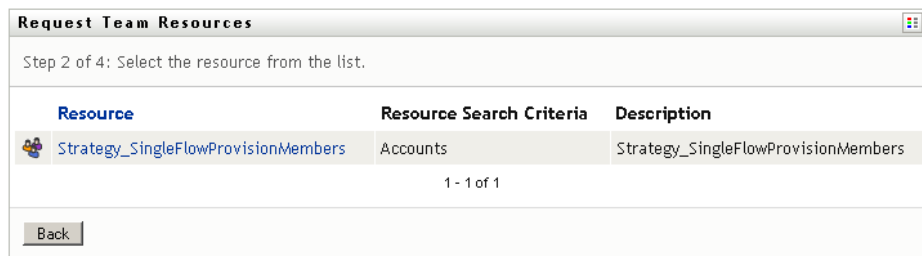 Request Team Resources
Step 2 of 4: Select the resource from the list.
Resource Resource Search Criteria Description
Strategy_SingleFlowProvisionMembers Accounts Strategy_SingleFlowProvisionMembers
1 - 1 of 1
Back